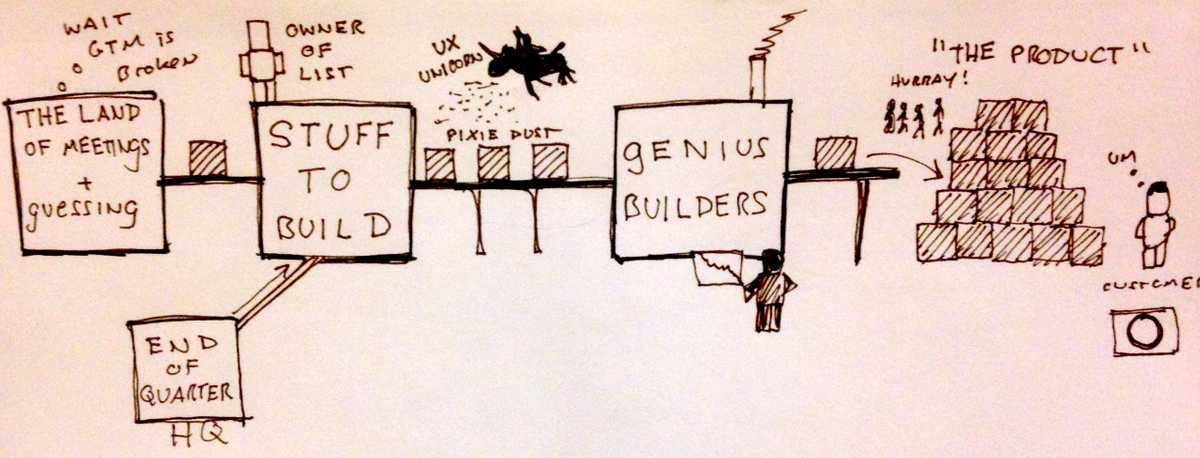 WAIT
GTM is
Broken
THE LAND
OF MEETINGS
+
guessing
OWNER
OF
LIST
STUFF
TO
BUILD
END
OF
QUARTER
HQ
UX
UNICORN
PIXIE DUST
gENIUS
BUILDERS
"THE PRODUCT"
HURRAY!
UM
CUSTOMER